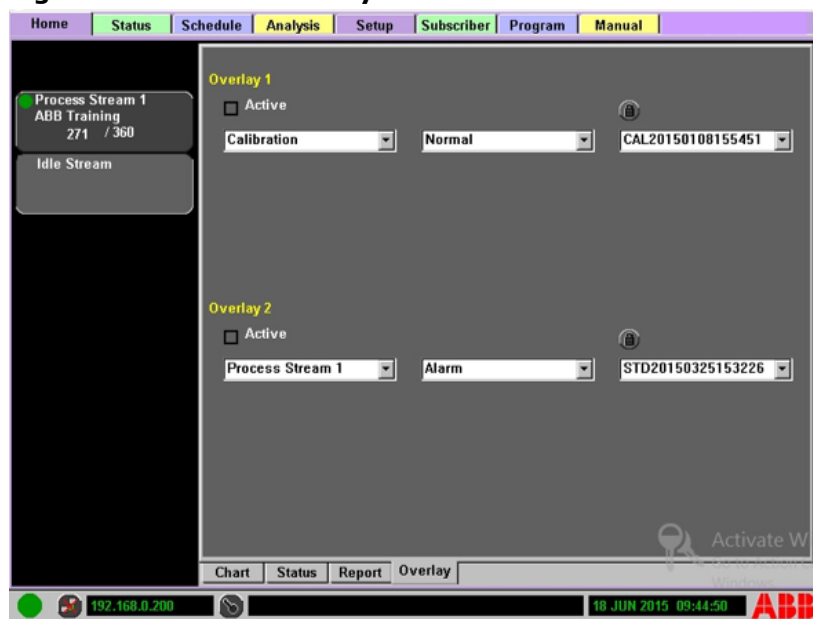 Home Status Schedule Analysis Setup Subscriber Program Manual
Process Stream 1
ABB Training
271 / 360
Idle Stream
Overlay 1
Active
Calibration Normal CAL20150108155451
Overlay 2
Active
Process Stream 1 Alarm STD20150325153226
Activate W
Windows
Chart Status Report Overlay
192.168.0.200 18 JUN 2015 09:44:50 ABB